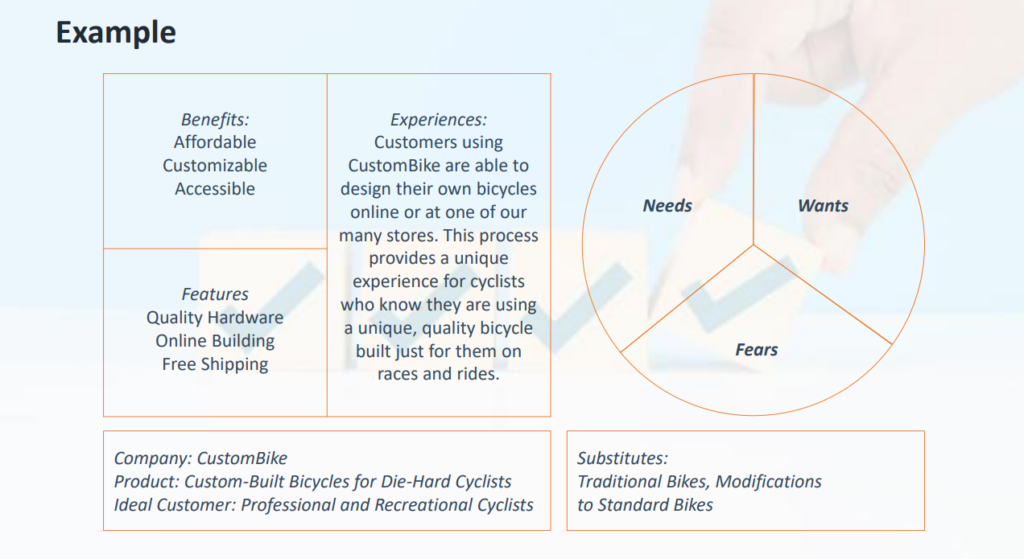 Example
Benefits:
Affordable
Customizable
Accessible
Features
Quality Hardware
Online Building
Free Shipping
Experiences:
Customers using
CustomBike are able to
design their own bicycles
online or at one of our
many stores. This process
provides a unique
experience for cyclists
who know they are using
a unique, quality bicycle
built just for them on
races and rides.
Needs
Wants
Fears
Company: CustomBike
Product: Custom-Built Bicycles for Die-Hard Cyclists
Ideal Customer: Professional and Recreational Cyclists
Substitutes:
Traditional Bikes, Modifications
to Standard Bikes